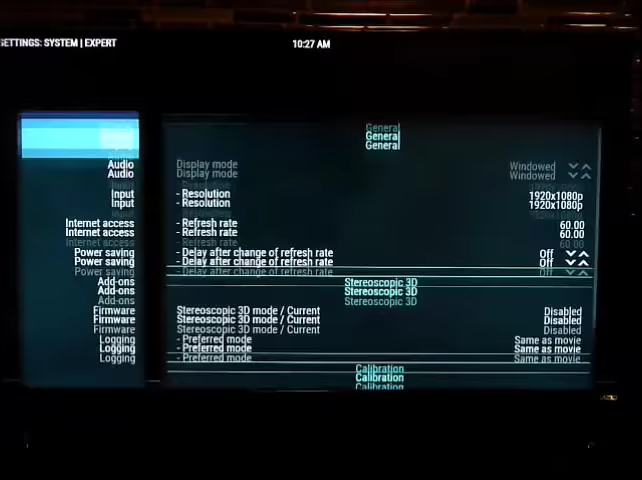 SETTINGS: SYSTEM | EXPERT
10:27 AM
General
General
General
Audio
Audio
Display mode Windowed
Display mode Windowed
Input - Resolution 1920x1080p
Input - Resolution 1920x1080p
Input
Internet access - Refresh rate 60.00
Internet access - Refresh rate 60.00
Internet access - Refresh rate 60.00
Power saving - Delay after change of refresh rate Off
Power saving - Delay after change of refresh rate Off
Power saving - Delay after change of refresh rate Off
Add-ons Stereoscopic 3D
Add-ons Stereoscopic 3D
Add-ons Stereoscopic 3D
Firmware Stereoscopic 3D mode / Current Disabled
Firmware Stereoscopic 3D mode / Current Disabled
Firmware Stereoscopic 3D mode / Current Disabled
Logging - Preferred mode Same as movie
Logging - Preferred mode Same as movie
Logging - Preferred mode Same as movie
Calibration
Calibration
Calibration